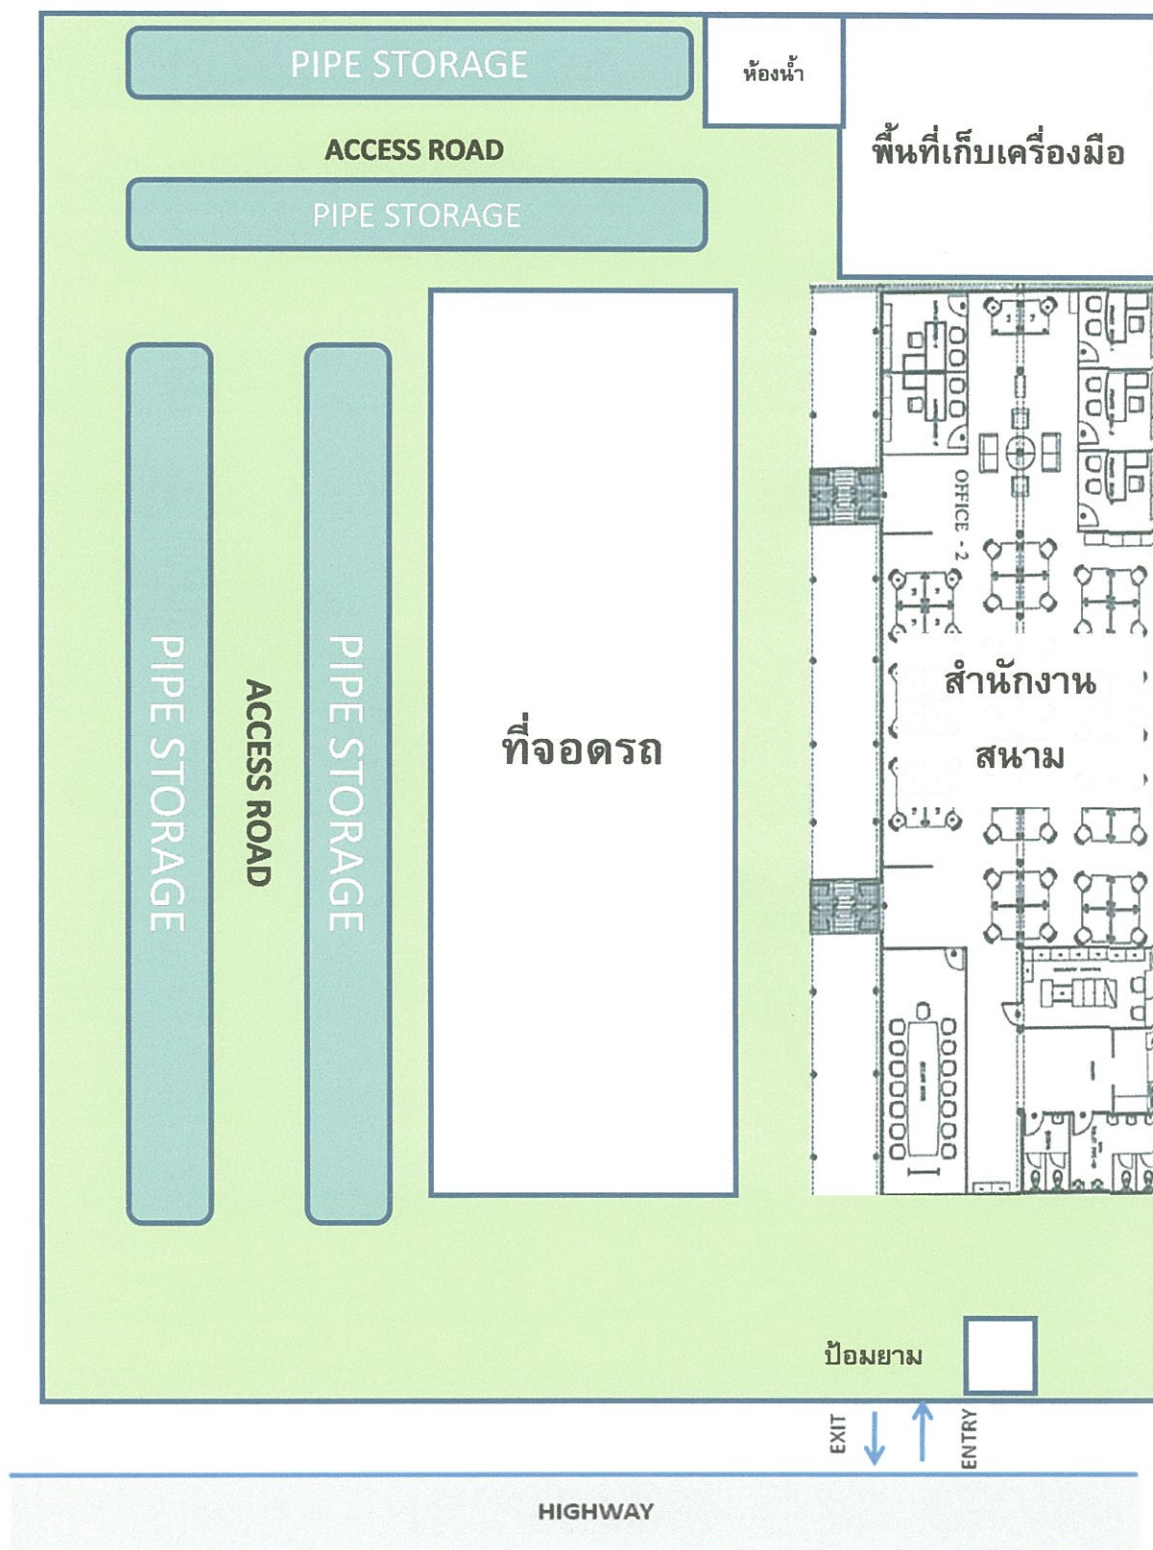 PIPE STORAGE
ห้องน้ำ
พื้นที่เก็บเครื่องมือ
ACCESS ROAD
PIPE STORAGE
OFFICE - 2
PIPE STORAGE
ACCESS ROAD
PIPE STORAGE
ที่จอดรถ
สำนักงาน
สนาม
ป้อมยาม
EXIT
ENTRY
HIGHWAY